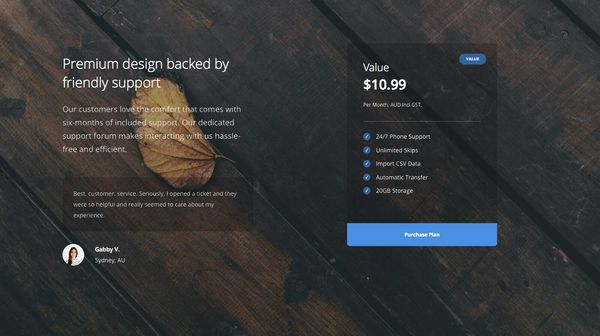 Premium design backed by
friendly support
Our customers love the comfort that comes with
six-months of included support. Our dedicated
support forum makes interacting with us hassle-
free and efficient.
Best. customer. service. Seriously, I opened a ticket and they
were so helpful and really seemed to care about my
experience.
Gabby V.
Sydney, AU
VALUE
Value
$10.99
Per Month, AUD Incl GST.
24/7 Phone Support
Unlimited Skips
Import CSV Data
Automatic Transfer
20GB Storage
Purchase Plan